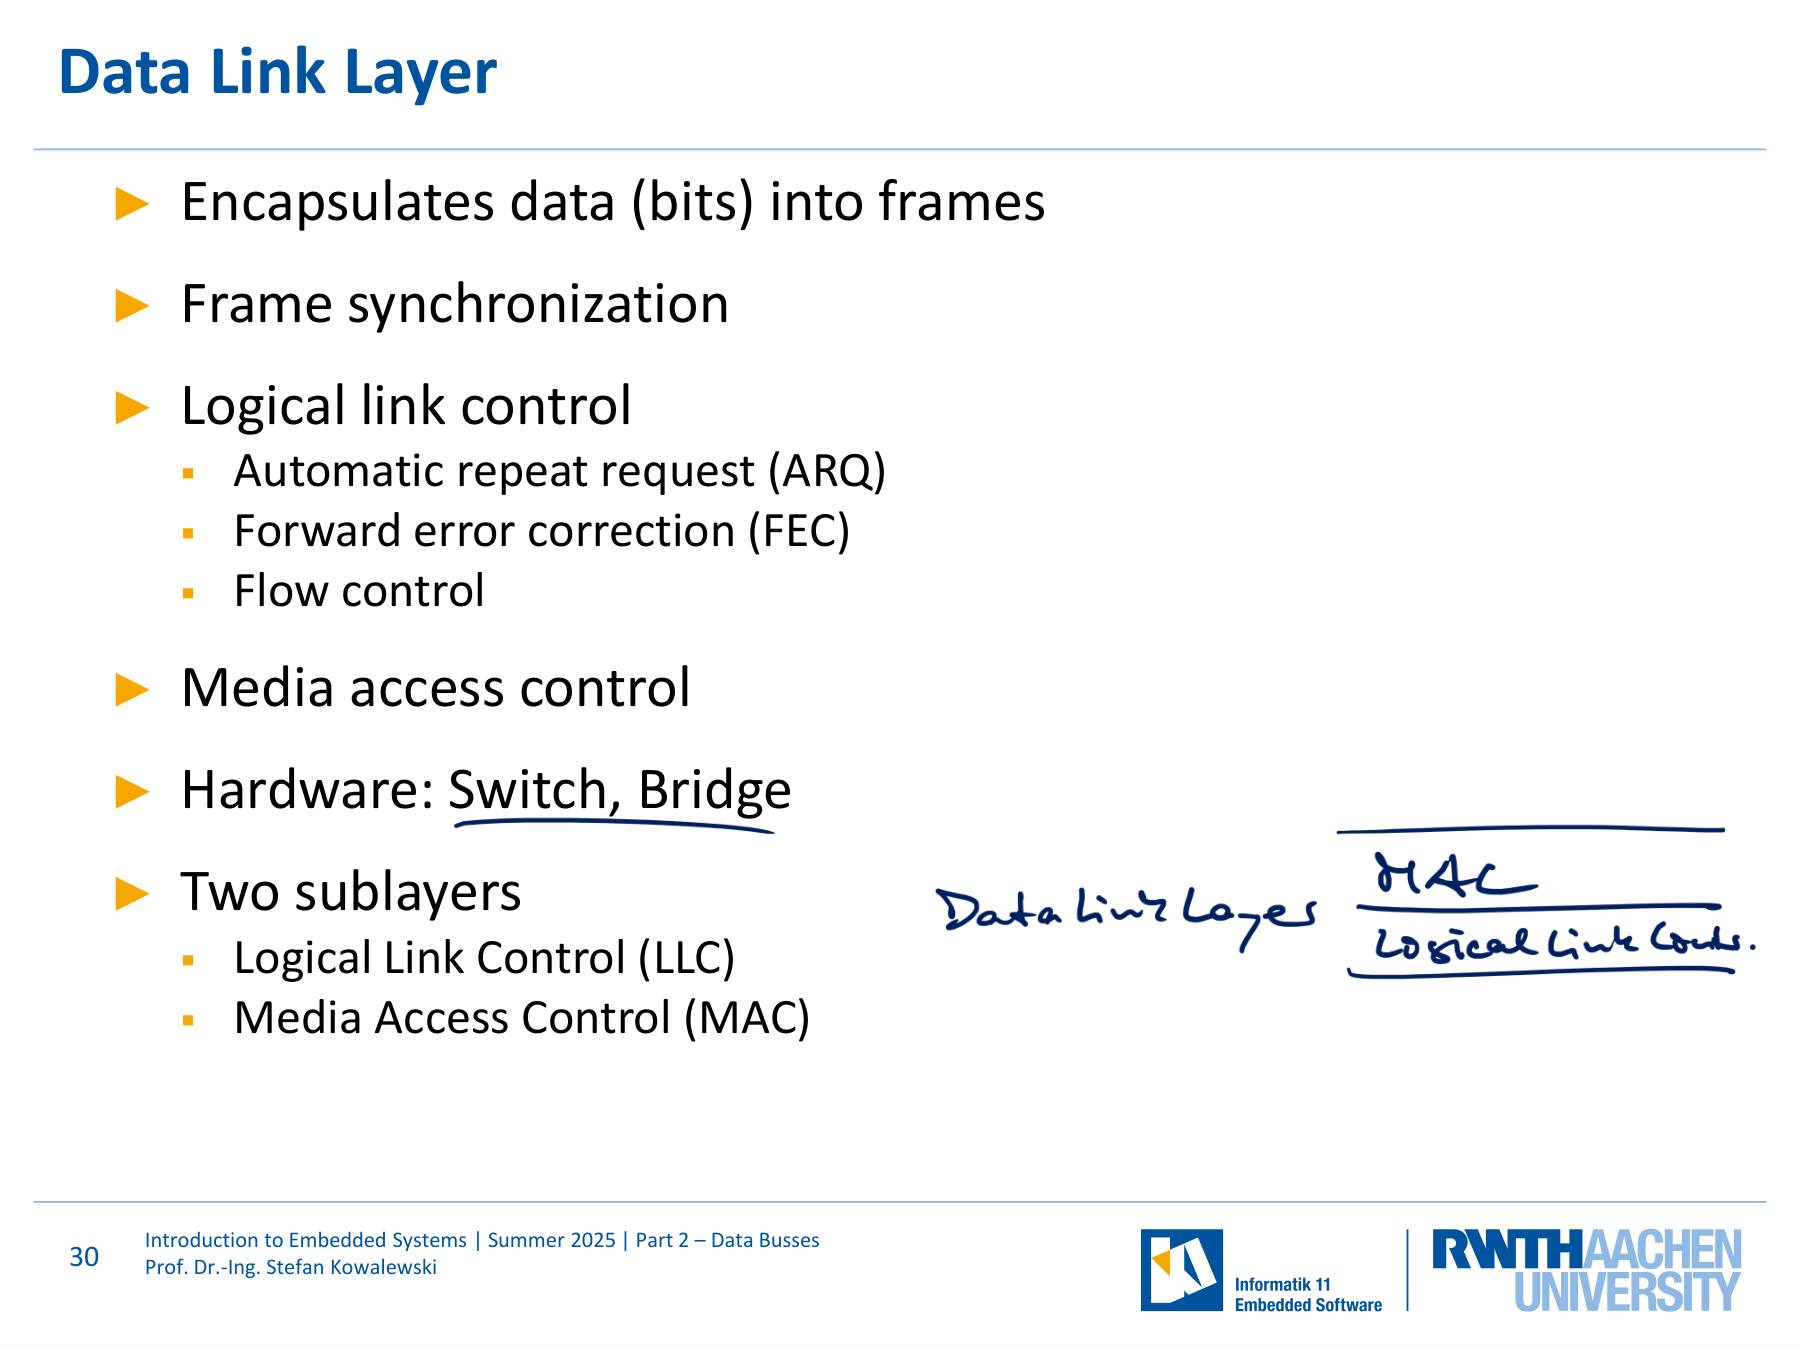 Data Link Layer
► Encapsulates data (bits) into frames
► Frame synchronization
► Logical link control
▪ Automatic repeat request (ARQ)
▪ Forward error correction (FEC)
▪ Flow control
► Media access control
► Hardware: Switch, Bridge
► Two sublayers
▪ Logical Link Control (LLC)
▪ Media Access Control (MAC)
Data Link Layer
MAC
Logical Link
30
Introduction to Embedded Systems | Summer 2025 | Part 2 – Data Busses
Prof. Dr.-Ing. Stefan Kowalewski
Informatik 11
Embedded Software
RWTHAACHEN
UNIVERSITY